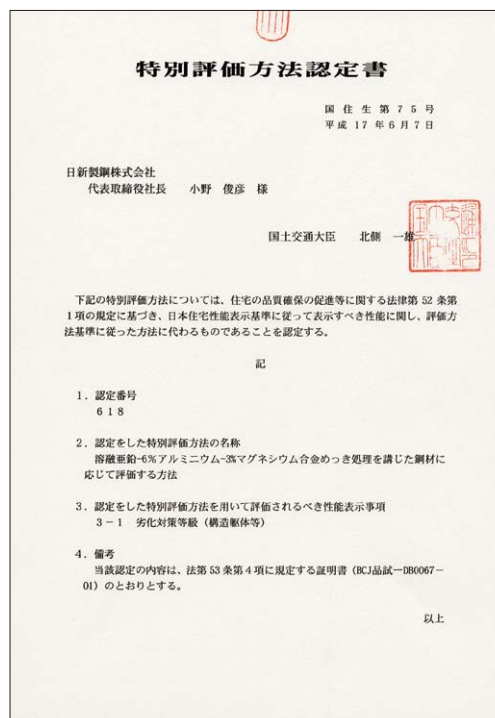 特別評価方法認定書
国住生第75号
平成17年6月7日
日新製鋼株式会社
代表取締役社長 小野 俊彦 様
国土交通大臣 北側 一雄
下記の特別評価方法については、住宅の品質確保の促進等に関する法律第52条第
1項の規定に基づき、日本住宅性能表示基準に従って表示すべき性能に関し、評価方
法基準に従った方法に代わるものであることを認定する。
記
1．認定番号
618
2．認定をした特別評価方法の名称
溶融亜鉛-6%アルミニウム-3%マグネシウム合金めっき処理を講じた鋼材に
応じて評価する方法
3．認定をした特別評価方法を用いて評価されるべき性能表示事項
3－1 劣化対策等級（構造躯体等）
4．備考
当該認定の内容は、法第53条第4項に規定する証明書（BCJ品試－DB0067－
01）のとおりとする。
以上